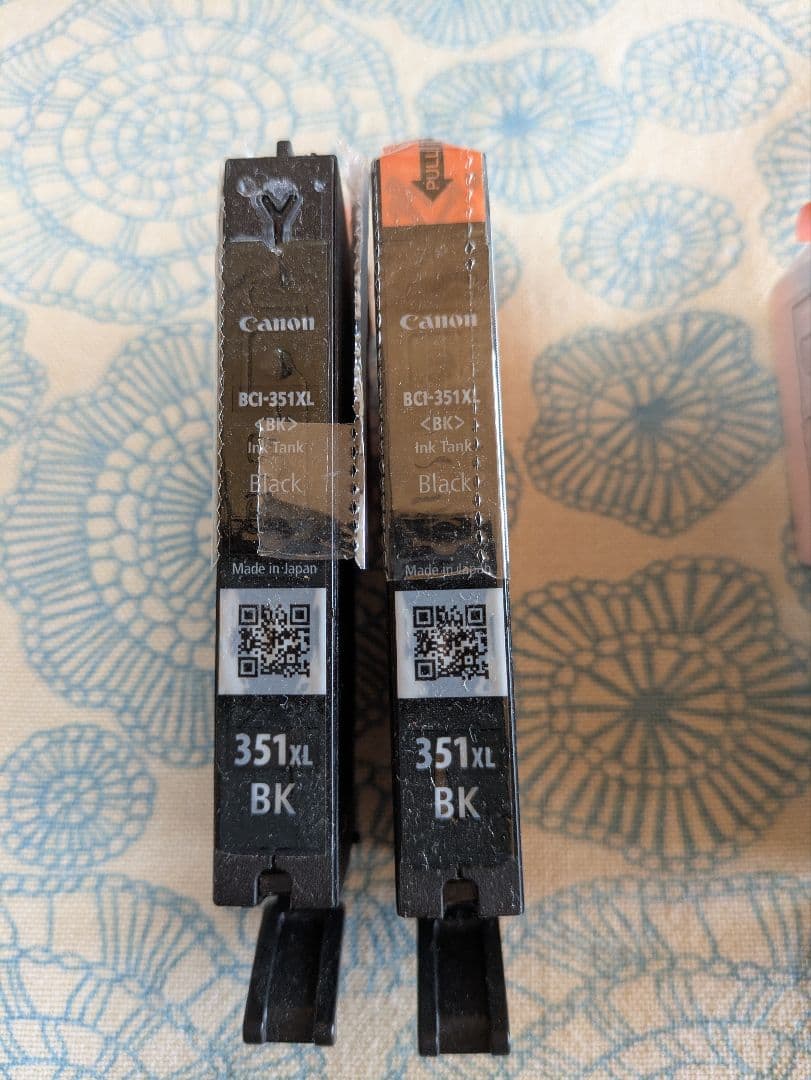 Canon
BCI-351XL
<BK>
Ink Tank
Black
Made in Japan
351XL
BK
PULL
Canon
BCI-351XL
<BK>
Ink Tank
Black
Made in Japan
351XL
BK